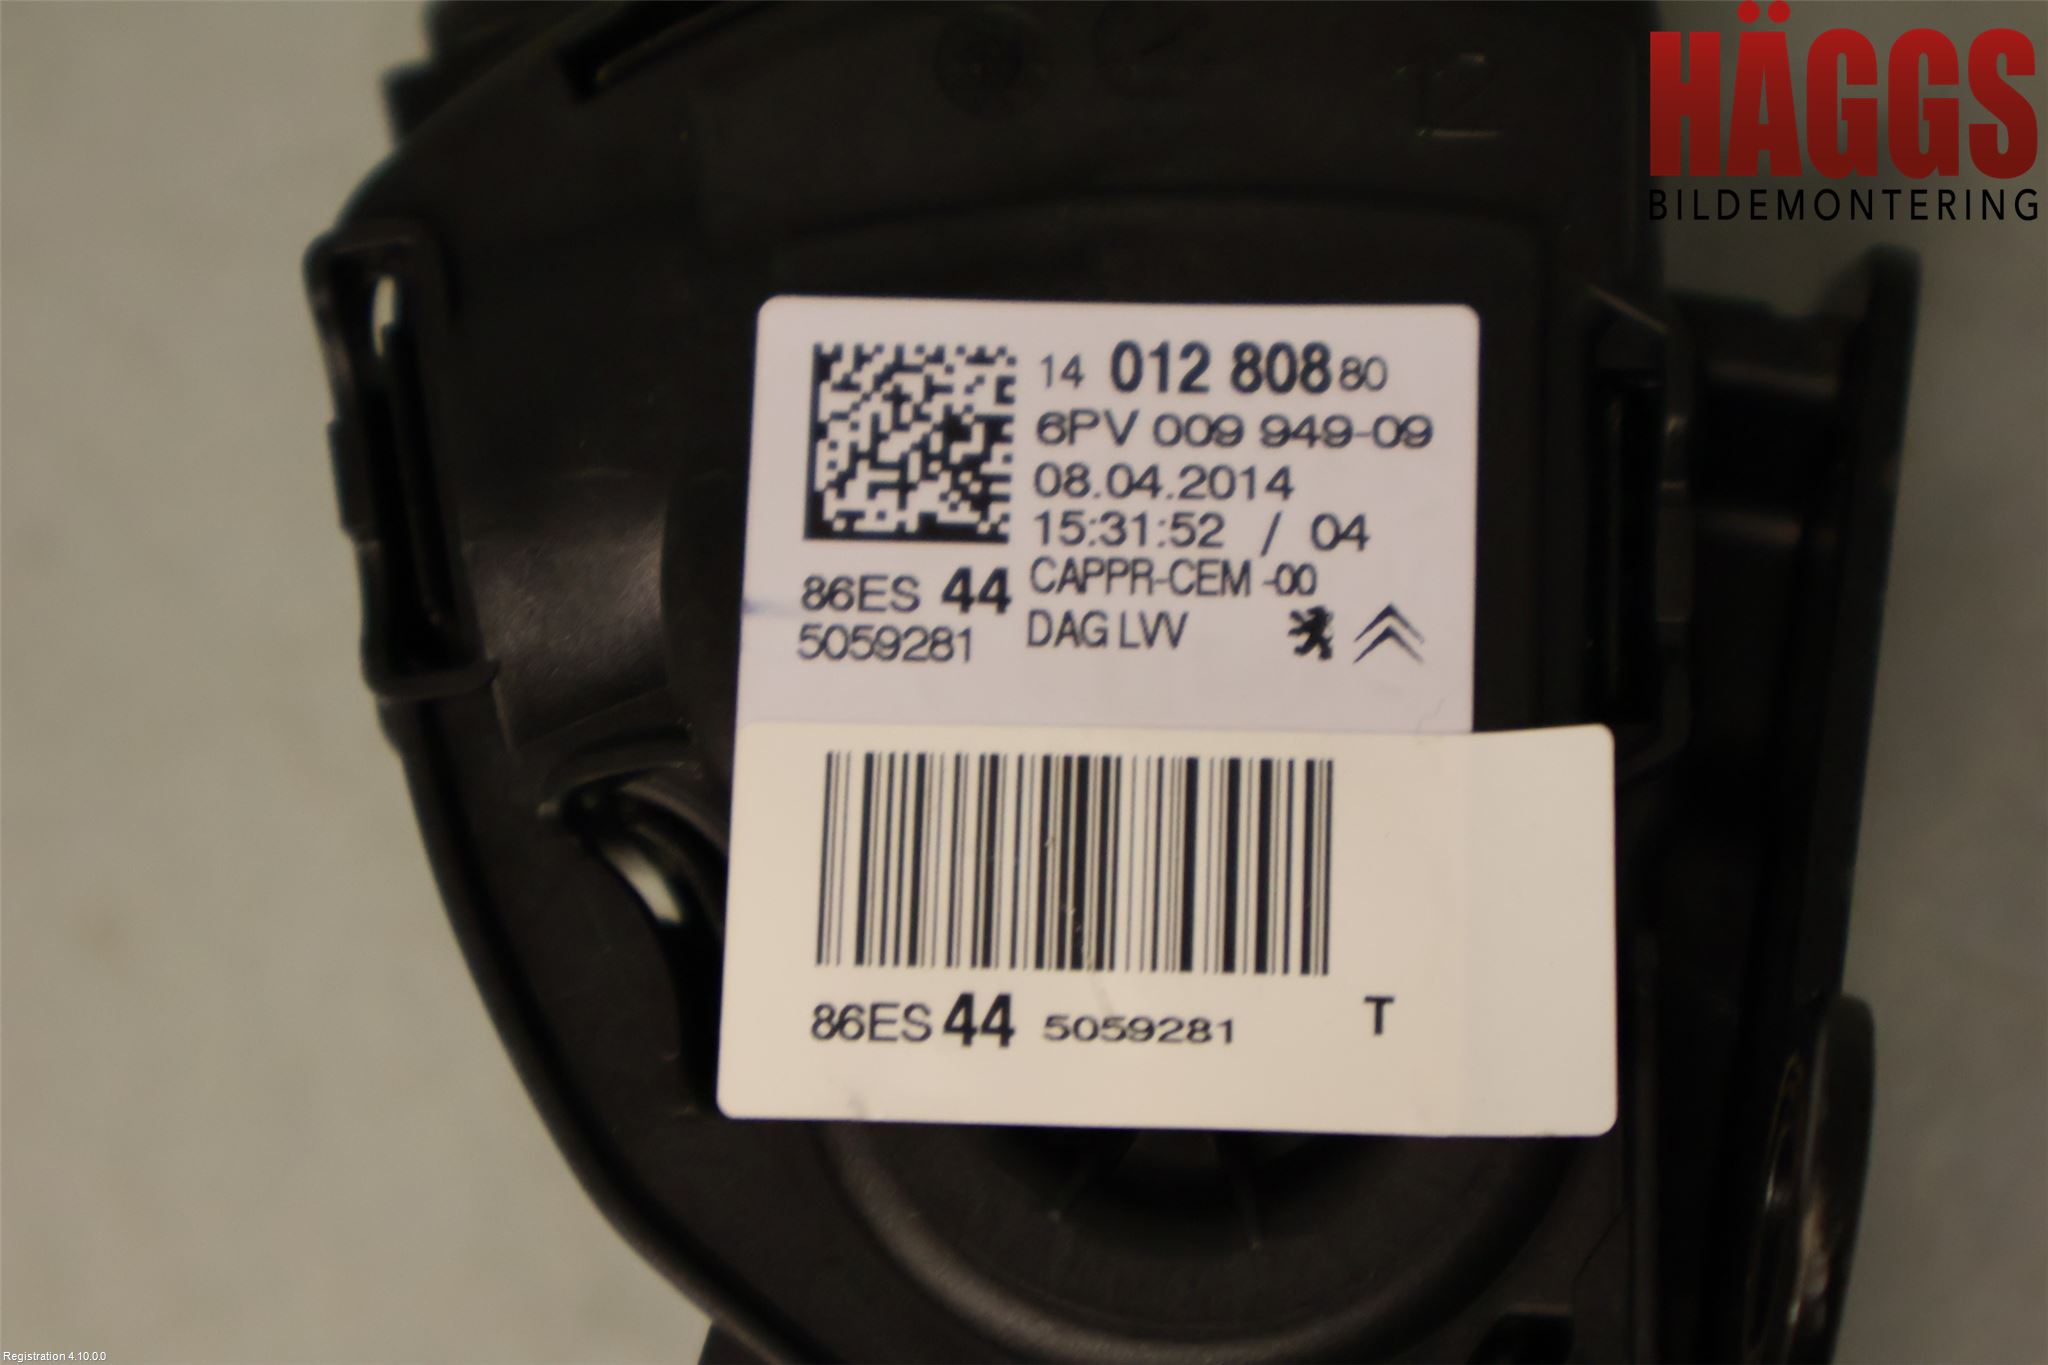 HÄGGS
BILDEMONTERING
12
14 012 808 80
6PV 009 949-09
08.04.2014
15:31:52 / 04
CAPPR-CEM -00
86ES 44
DAG LVV
5059281
86ES 44 5059281 T
Registration 4.10.0.0